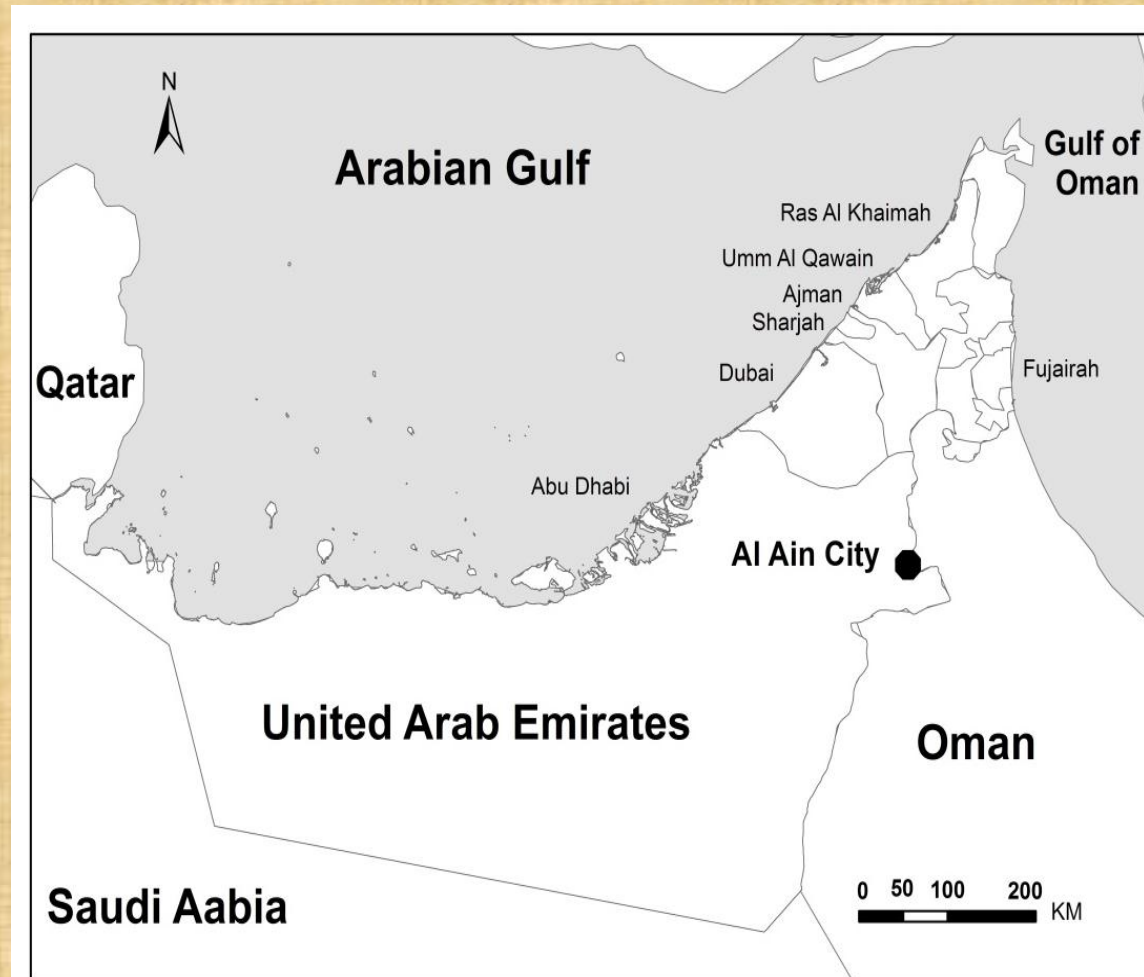 N
Arabian Gulf
Gulf of
Oman
Ras Al Khaimah
Umm Al Qawain
Ajman
Sharjah
Qatar
Dubai
Fujairah
Abu Dhabi
Al Ain City
United Arab Emirates
Oman
Saudi Aabia
0 50 100 200
KM